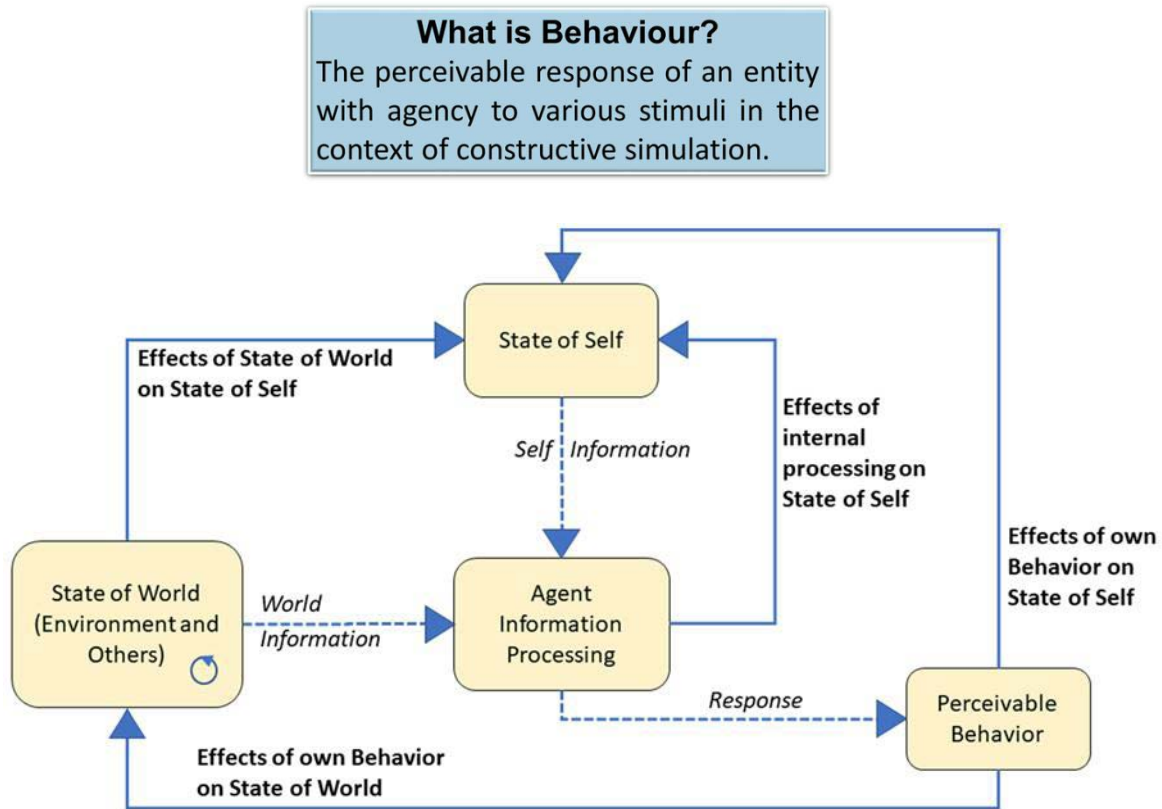 What is Behaviour?
The perceivable response of an entity
with agency to various stimuli in the
context of constructive simulation.
State of Self
Effects of State of World
on State of Self
Self Information
Effects of
internal
processing on
State of Self
Effects of own
Behavior on
State of Self
State of World
(Environment and
Others)
World
Information
Agent
Information
Processing
Response
Perceivable
Behavior
Effects of own Behavior
on State of World